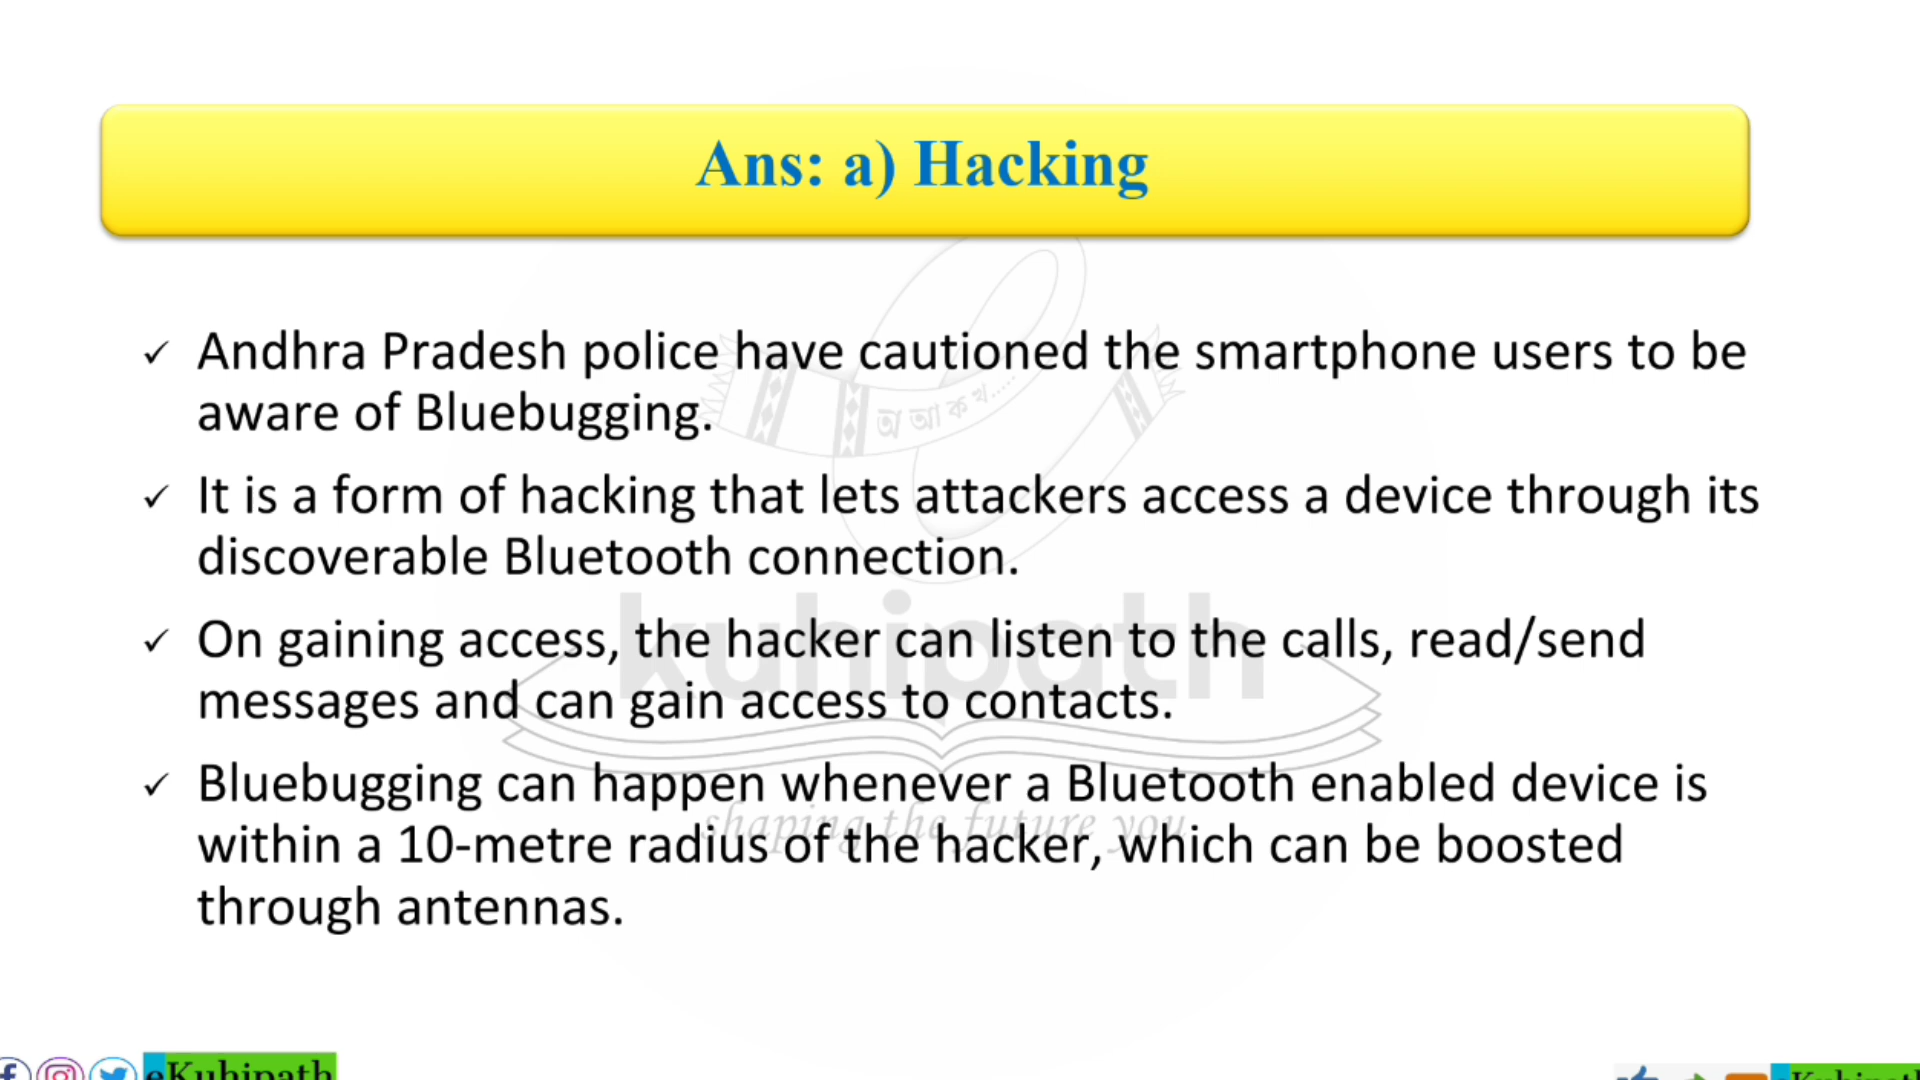 Ans: a) Hacking
অ আ ক খ.....
✓ Andhra Pradesh police have cautioned the smartphone users to be
aware of Bluebugging.
✓ It is a form of hacking that lets attackers access a device through its
discoverable Bluetooth connection.
kuhipath
✓ On gaining access, the hacker can listen to the calls, read/send
messages and can gain access to contacts.
✓ Bluebugging can happen whenever a Bluetooth enabled device is
shaping the future you
within a 10-metre radius of the hacker, which can be boosted
through antennas.
eKuhipath
eKuhipath